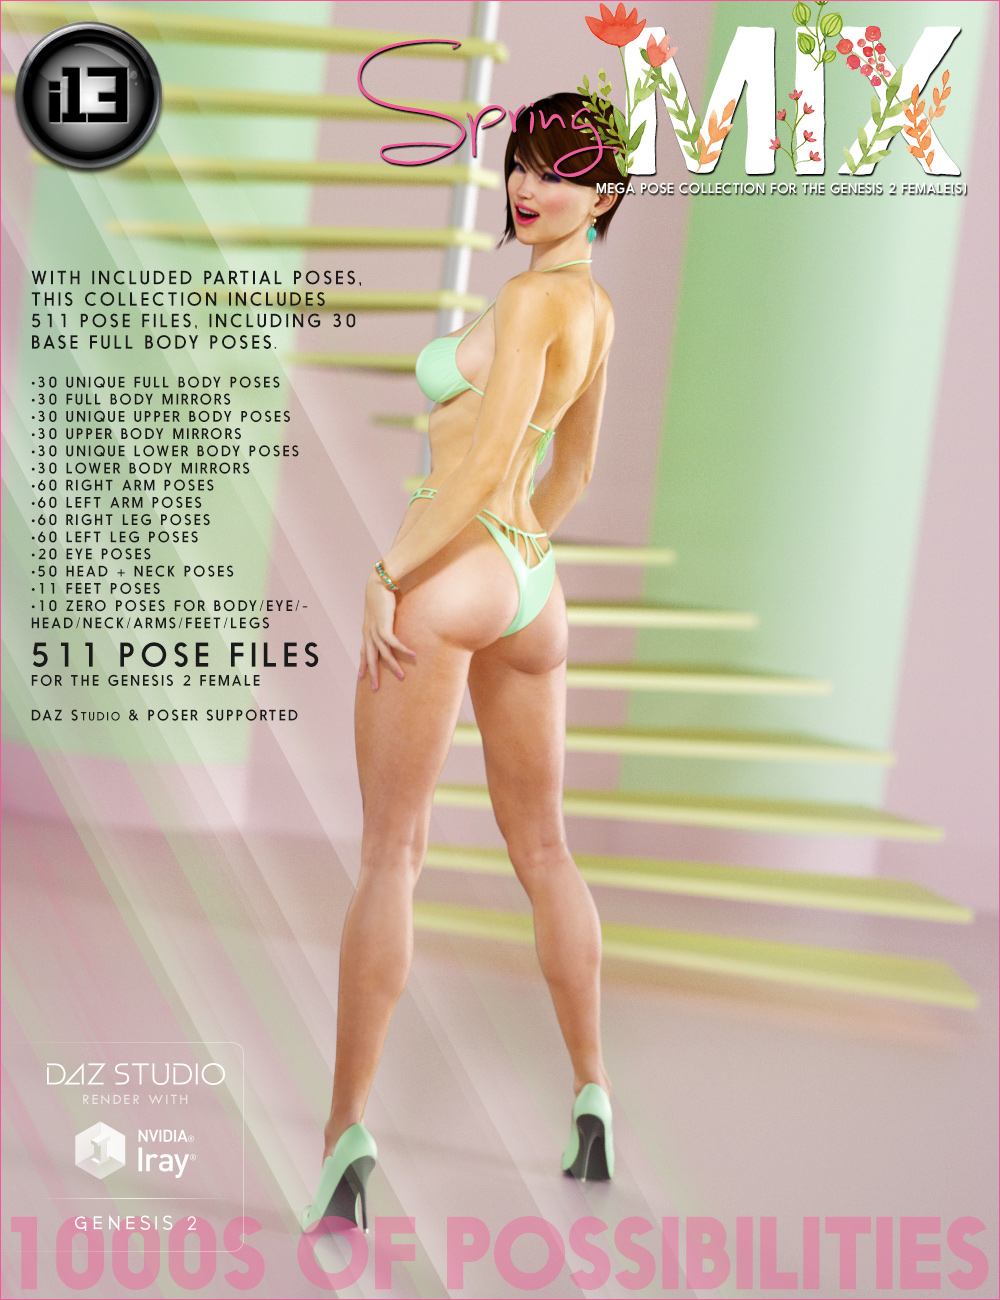 i13
Spring MIX
MEGA POSE COLLECTION FOR THE GENESIS 2 FEMALE(S)
WITH INCLUDED PARTIAL POSES,
THIS COLLECTION INCLUDES
511 POSE FILES, INCLUDING 30
BASE FULL BODY POSES.
•30 UNIQUE FULL BODY POSES
•30 FULL BODY MIRRORS
•30 UNIQUE UPPER BODY POSES
•30 UPPER BODY MIRRORS
•30 UNIQUE LOWER BODY POSES
•30 LOWER BODY MIRRORS
•60 RIGHT ARM POSES
•60 LEFT ARM POSES
•60 RIGHT LEG POSES
•60 LEFT LEG POSES
•20 EYE POSES
•50 HEAD + NECK POSES
•11 FEET POSES
•10 ZERO POSES FOR BODY/EYE/-
HEAD/NECK/ARMS/FEET/LEGS
511 POSE FILES
FOR THE GENESIS 2 FEMALE
DAZ STUDIO & POSER SUPPORTED
DAZ STUDIO
RENDER WITH
NVIDIA®
Iray®
GENESIS 2
1000S OF POSSIBILITIES